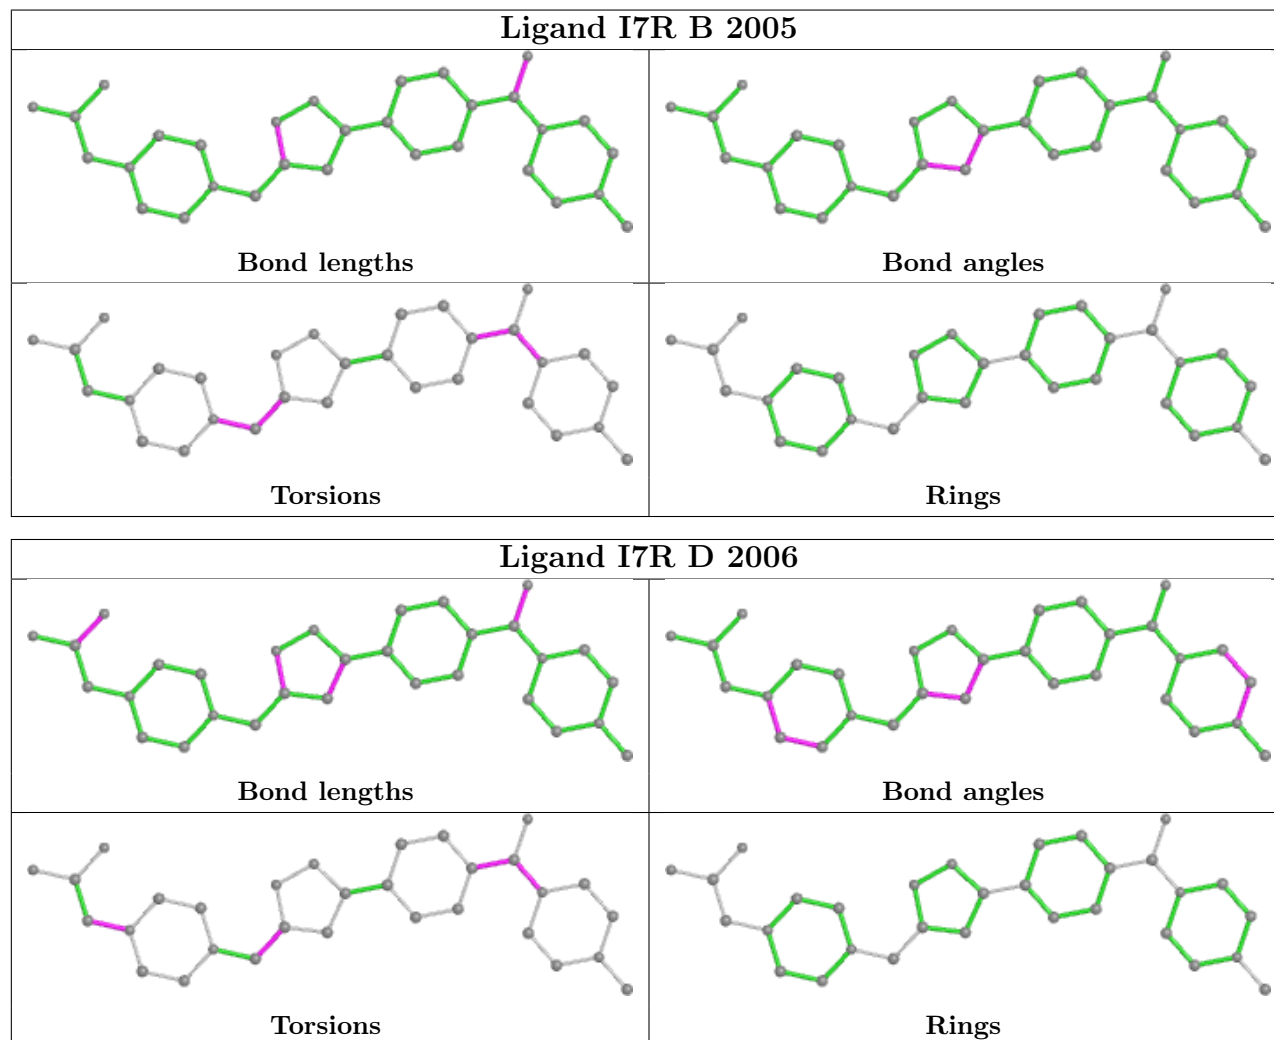 Ligand I7R B 2005
Bond lengths
Bond angles
Torsions
Rings
Ligand I7R D 2006
Bond lengths
Bond angles
Torsions
Rings